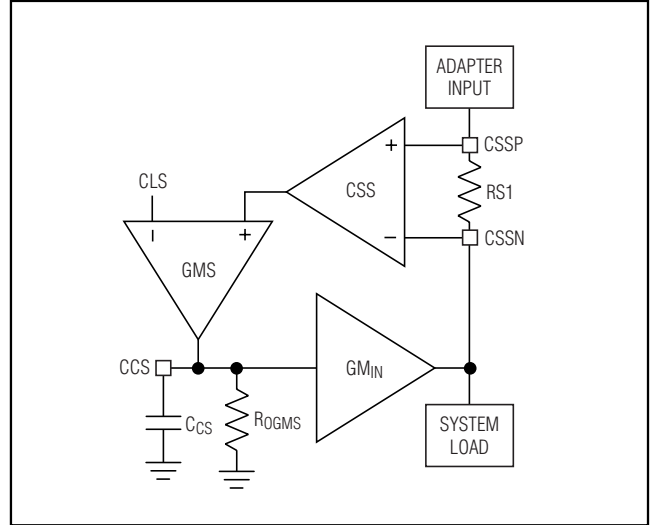 ADAPTER
INPUT
CSSP
+
CSS
RS1
CLS
−
CSSN
− +
GMS
CCS
GMIN
CCS
ROGMS
SYSTEM
LOAD